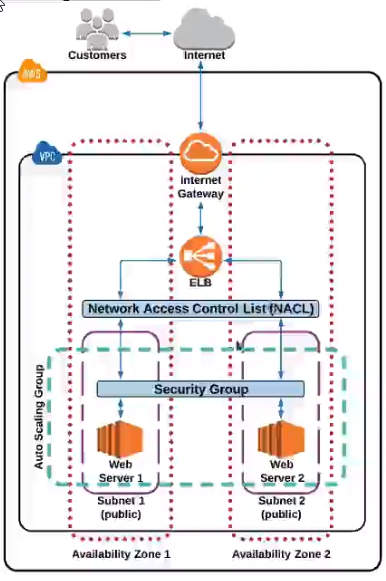 Customers
Internet
AWS
VPC
Internet
Gateway
ELB
Network Access Control List (NACL)
Auto Scaling Group
Security Group
Web
Server 1
Web
Server 2
Subnet 1
(public)
Subnet 2
(public)
Availability Zone 1
Availability Zone 2